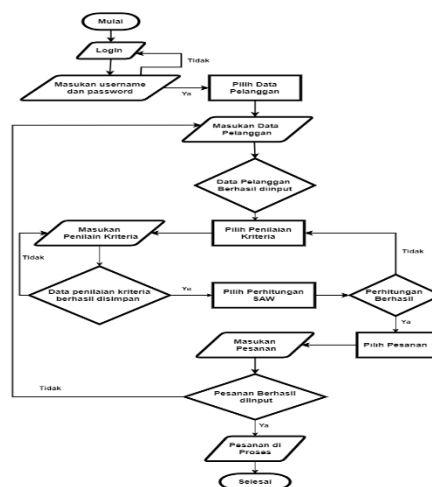 Mulai
Login
Tidak
Masukan username
dan password
Ya
Pilih Data
Pelanggan
Masukan Data
Pelanggan
Data Pelanggan
Berhasil diinput
Masukan
Penilain Kriteria
Pilih Penilaian
Kriteria
Tidak
Tidak
Data penilaian kriteria
berhasil disimpan
Ya
Pilih Perhitungan
SAW
Perhitungan
Berhasil
Ya
Masukan
Pesanan
Pilih Pesanan
Tidak
Pesanan Berhasil
diInput
Ya
Pesanan di
Proses
Selesai